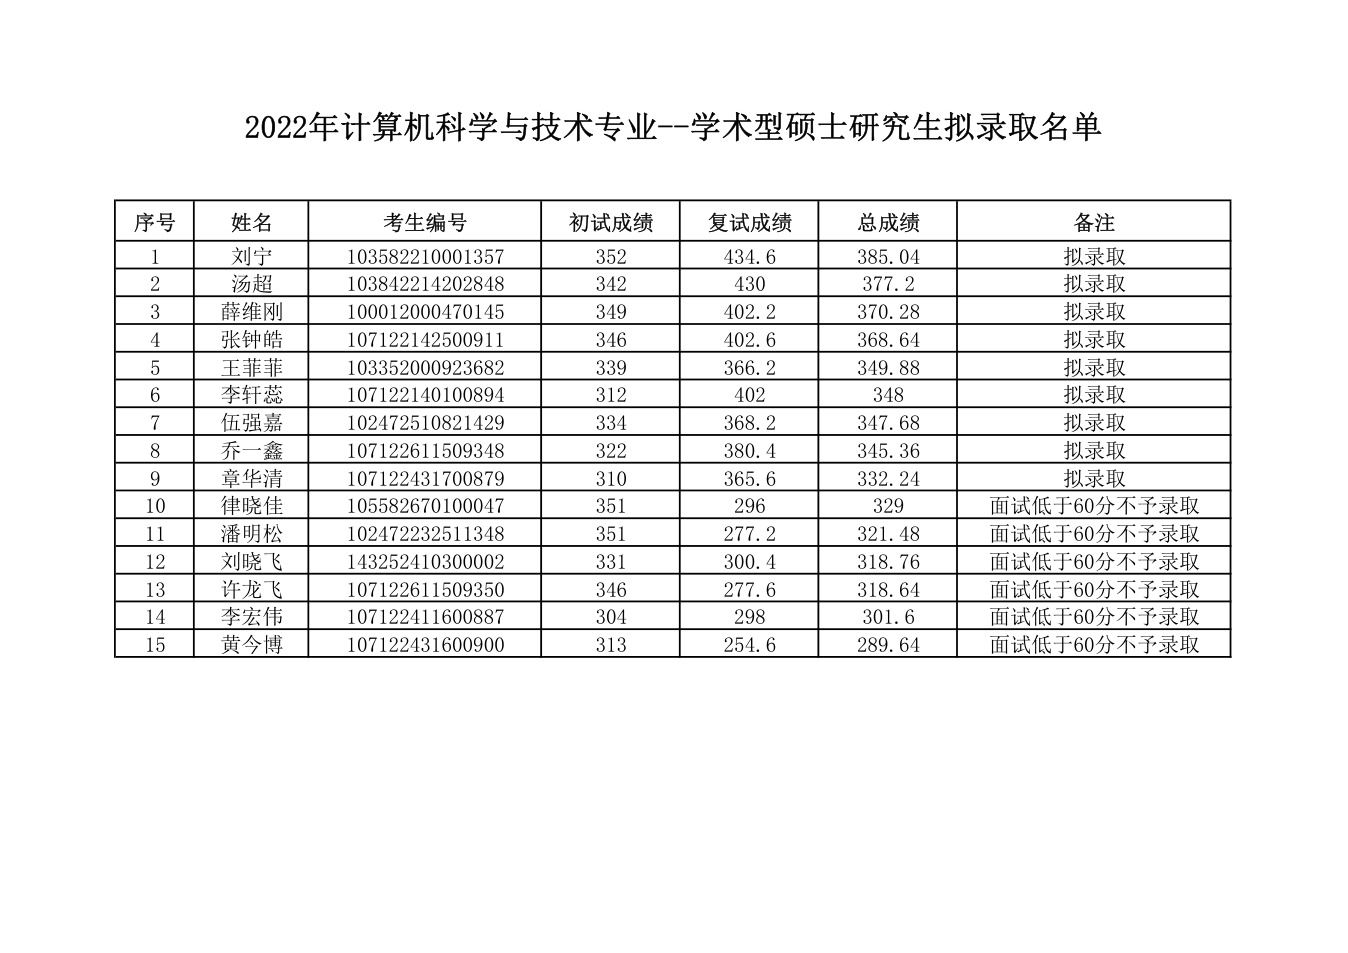 2022年计算机科学与技术专业--学术型硕士研究生拟录取名单
序号 姓名 考生编号 初试成绩 复试成绩 总成绩 备注
1 刘宁 103582210001357 352 434.6 385.04 拟录取
2 汤超 103842214202848 342 430 377.2 拟录取
3 薛维刚 100012000470145 349 402.2 370.28 拟录取
4 张钟皓 107122142500911 346 402.6 368.64 拟录取
5 王菲菲 103352000923682 339 366.2 349.88 拟录取
6 李轩蕊 107122140100894 312 402 348 拟录取
7 伍强嘉 102472510821429 334 368.2 347.68 拟录取
8 乔一鑫 107122611509348 322 380.4 345.36 拟录取
9 章华清 107122431700879 310 365.6 332.24 拟录取
10 律晓佳 105582670100047 351 296 329 面试低于60分不予录取
11 潘明松 102472232511348 351 277.2 321.48 面试低于60分不予录取
12 刘晓飞 143252410300002 331 300.4 318.76 面试低于60分不予录取
13 许龙飞 107122611509350 346 277.6 318.64 面试低于60分不予录取
14 李宏伟 107122411600887 304 298 301.6 面试低于60分不予录取
15 黄今博 107122431600900 313 254.6 289.64 面试低于60分不予录取